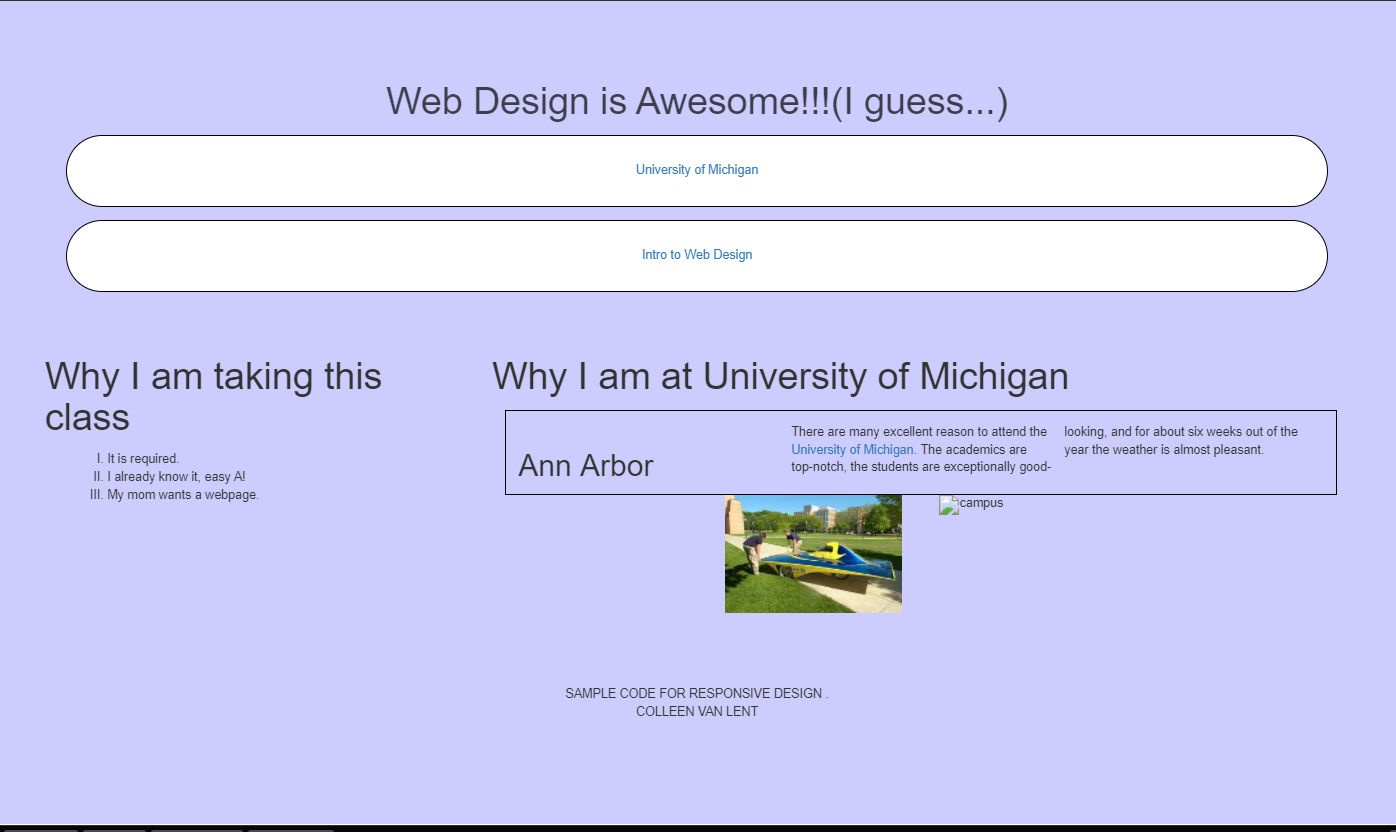 Web Design is Awesome!!!(I guess...)
University of Michigan
Intro to Web Design
Why I am taking this
class
I. It is required.
II. I already know it, easy A!
III. My mom wants a webpage.
Why I am at University of Michigan
Ann Arbor
There are many excellent reason to attend the
University of Michigan. The academics are
top-notch, the students are exceptionally good-
looking, and for about six weeks out of the
year the weather is almost pleasant.
campus
SAMPLE CODE FOR RESPONSIVE DESIGN .
COLLEEN VAN LENT